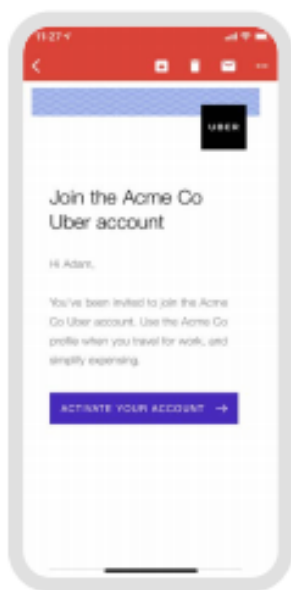 11:27
UBER
Join the Acme Co
Uber account
Hi Adam,
You've been invited to join the Acme
Co Uber account. Use the Acme Co
profile when you travel for work, and
simplify expensing.
ACTIVATE YOUR ACCOUNT →